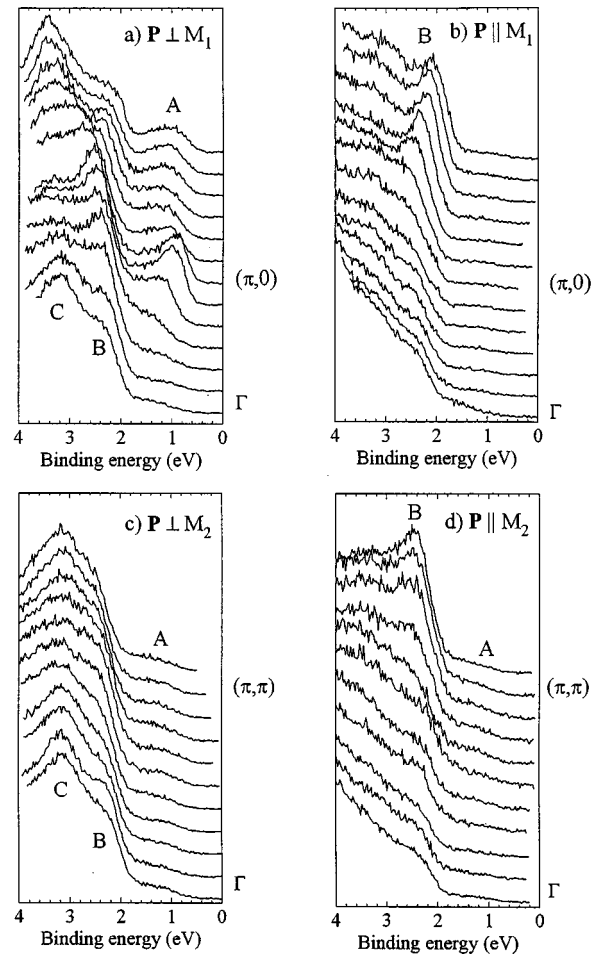 a) P ⊥ M₁
A
(π,0)
C
B
Γ
4 3 2 1 0
Binding energy (eV)
b) P || M₁
B
(π,0)
Γ
4 3 2 1 0
Binding energy (eV)
c) P ⊥ M₂
A
(π,π)
C
B
Γ
4 3 2 1 0
Binding energy (eV)
d) P || M₂
B
A
(π,π)
Γ
4 3 2 1 0
Binding energy (eV)